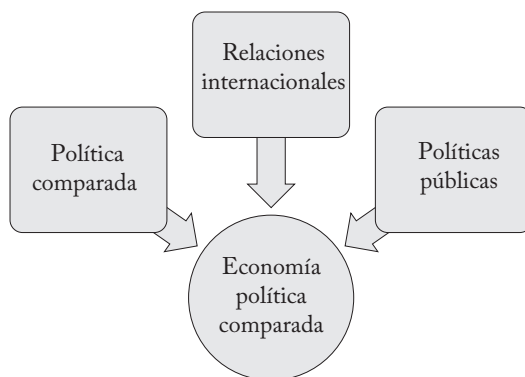 Relaciones
internacionales
Política
comparada
Políticas
públicas
Economía
política
comparada